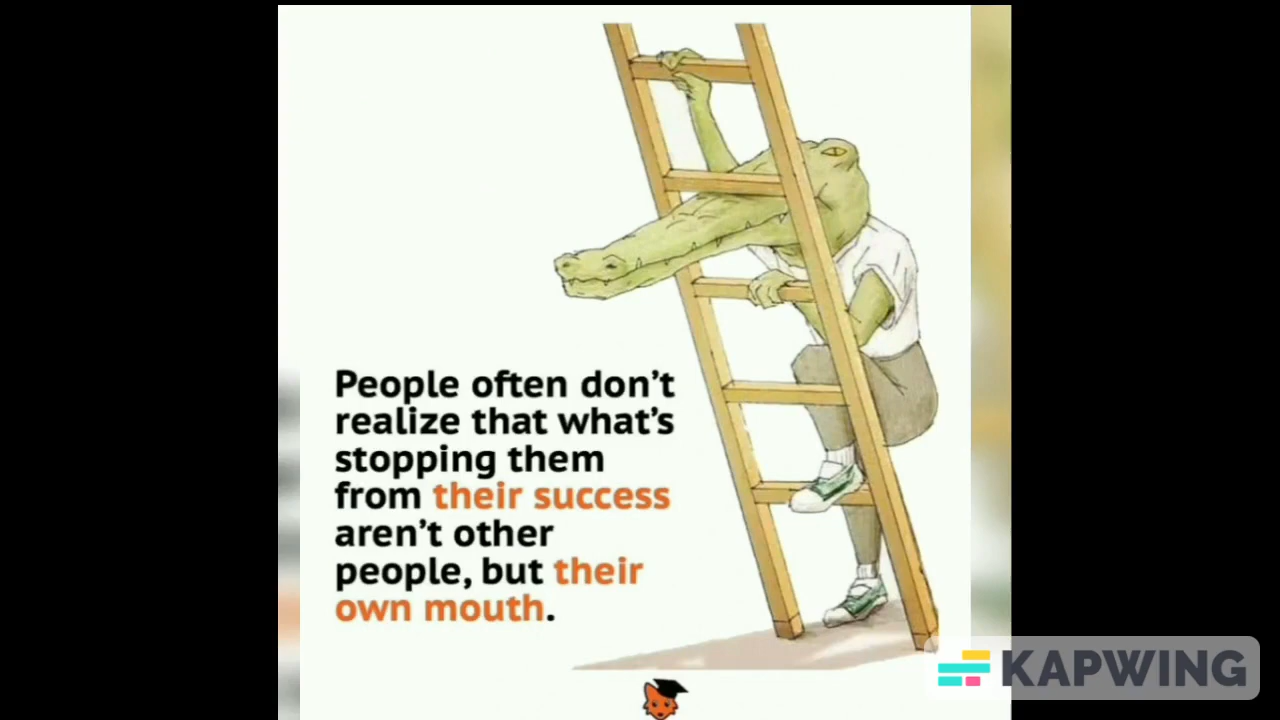 People often don't
realize that what's
stopping them
from their success
aren't other
people, but their
own mouth.
KAPWING